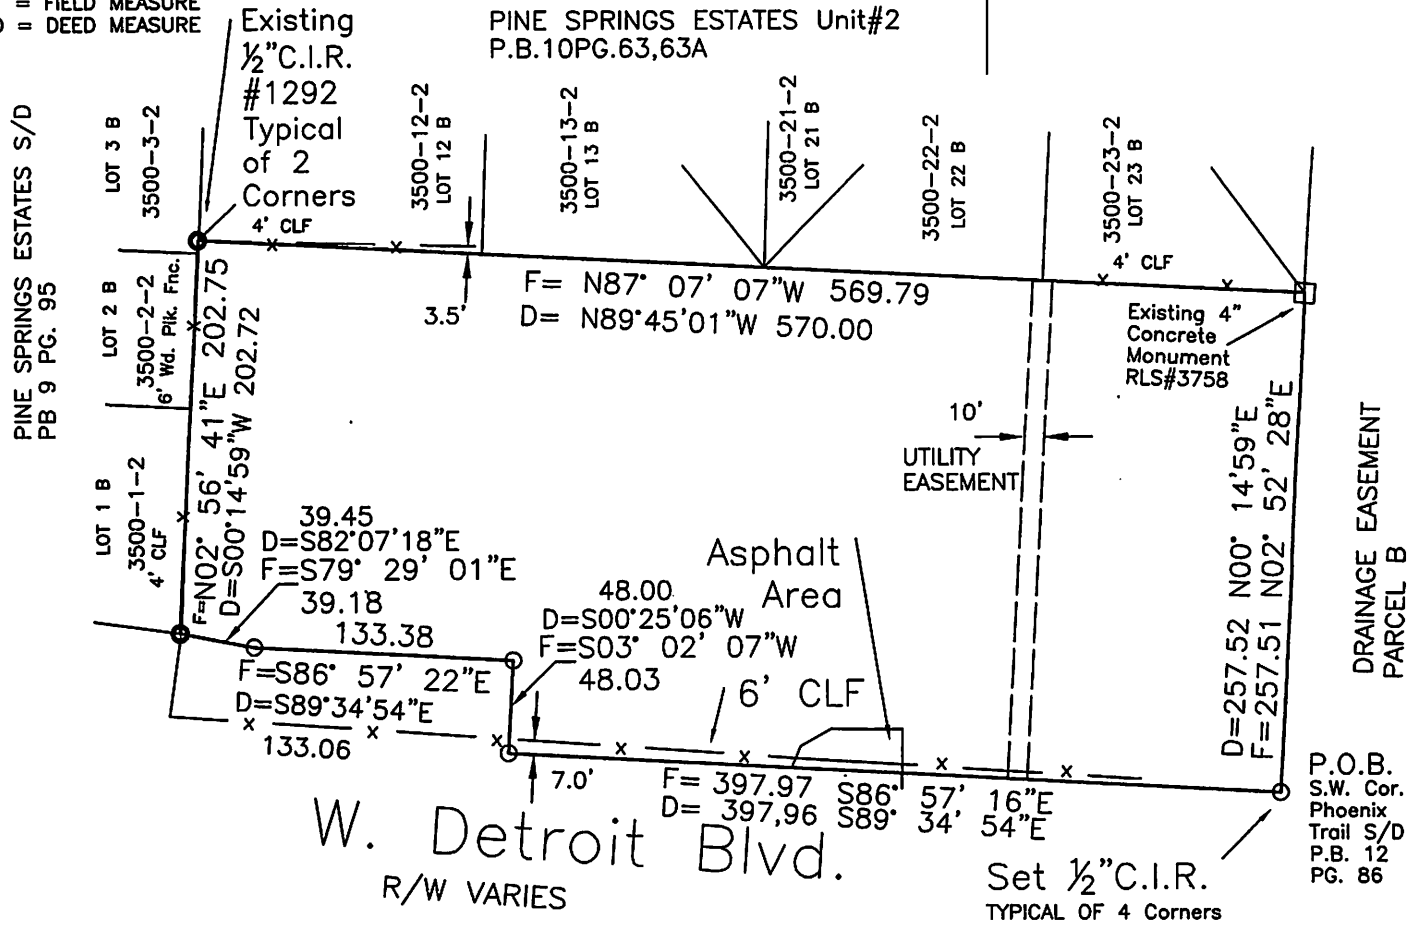 = FIELD MEASURE
D = DEED MEASURE
Existing
½"C.I.R.
#1292
Typical
of 2
Corners
PINE SPRINGS ESTATES Unit#2
P.B.10PG.63,63A
PINE SPRINGS ESTATES S/D
PB 9 PG. 95
LOT 3 B
3500-3-2
3500-12-2
LOT 12 B
3500-13-2
LOT 13 B
3500-21-2
LOT 21 B
3500-22-2
LOT 22 B
3500-23-2
LOT 23 B
4' CLF
4' CLF
3.5'
F= N87° 07' 07"W 569.79
D= N89°45'01"W 570.00
Existing 4"
Concrete
Monument
RLS#3758
LOT 2 B
3500-2-2
6' Wd. Pik. Fnc.
F=N02° 56' 41"E 202.75
D=S00°14'59"W 202.72
LOT 1 B
3500-1-2
4' CLF
10'
UTILITY
EASEMENT
D=257.52 N00° 14'59"E
F=257.51 N02° 52' 28"E
DRAINAGE EASEMENT
PARCEL B
39.45
D=S82°07'18"E
F=S79° 29' 01"E
39.18
133.38
F=S86° 57' 22"E
D=S89°34'54"E
133.06
48.00
D=S00°25'06"W
F=S03° 02' 07"W
48.03
Asphalt
Area
6' CLF
7.0'
F= 397.97 S86° 57' 16"E
D= 397,96 S89° 34' 54"E
W. Detroit Blvd.
R/W VARIES
P.O.B.
S.W. Cor.
Phoenix
Trail S/D
P.B. 12
PG. 86
Set ½"C.I.R.
TYPICAL OF 4 Corners